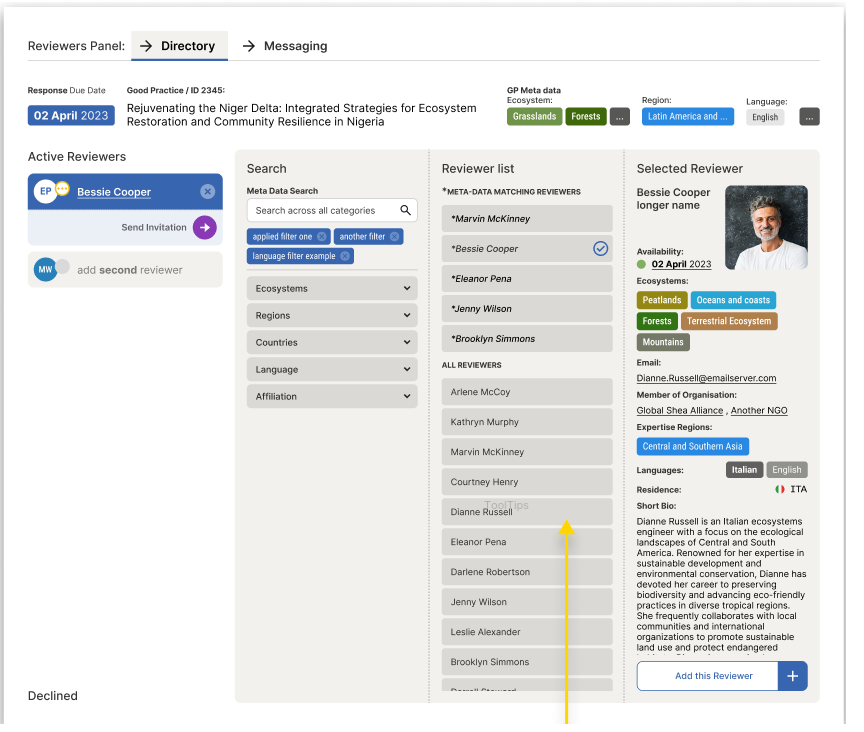 Reviewers Panel:
Directory
Messaging
Response Due Date
02 April 2023
Good Practice / ID 2345:
Rejuvenating the Niger Delta: Integrated Strategies for Ecosystem
Restoration and Community Resilience in Nigeria
GP Meta data
Ecosystem:
Grasslands
Forests
...
Region:
Latin America and ...
Language:
English
...
Active Reviewers
EP
Bessie Cooper
Send Invitation
MW
add second reviewer
Declined
Search
Meta Data Search
Search across all categories
applied filter one
another filter
language filter example
Ecosystems
Regions
Countries
Language
Affiliation
Reviewer list
*META-DATA MATCHING REVIEWERS
*Marvin McKinney
*Bessie Cooper
*Eleanor Pena
*Jenny Wilson
*Brooklyn Simmons
ALL REVIEWERS
Arlene McCoy
Kathryn Murphy
Marvin McKinney
Courtney Henry
ToolTips
Dianne Russell
Eleanor Pena
Darlene Robertson
Jenny Wilson
Leslie Alexander
Brooklyn Simmons
Selected Reviewer
Bessie Cooper
longer name
Availability:
02 April 2023
Ecosystems:
Peatlands
Oceans and coasts
Forests
Terrestrial Ecosystem
Mountains
Email:
Dianne.Russell@emailserver.com
Member of Organisation:
Global Shea Alliance , Another NGO
Expertise Regions:
Central and Southern Asia
Languages:
Italian
English
Residence:
ITA
Short Bio:
Dianne Russell is an Italian ecosystems
engineer with a focus on the ecological
landscapes of Central and South
America. Renowned for her expertise in
sustainable development and
environmental conservation, Dianne has
devoted her career to preserving
biodiversity and advancing eco-friendly
practices in diverse tropical regions.
She frequently collaborates with local
communities and international
organizations to promote sustainable
land use and protect endangered
Add this Reviewer
+